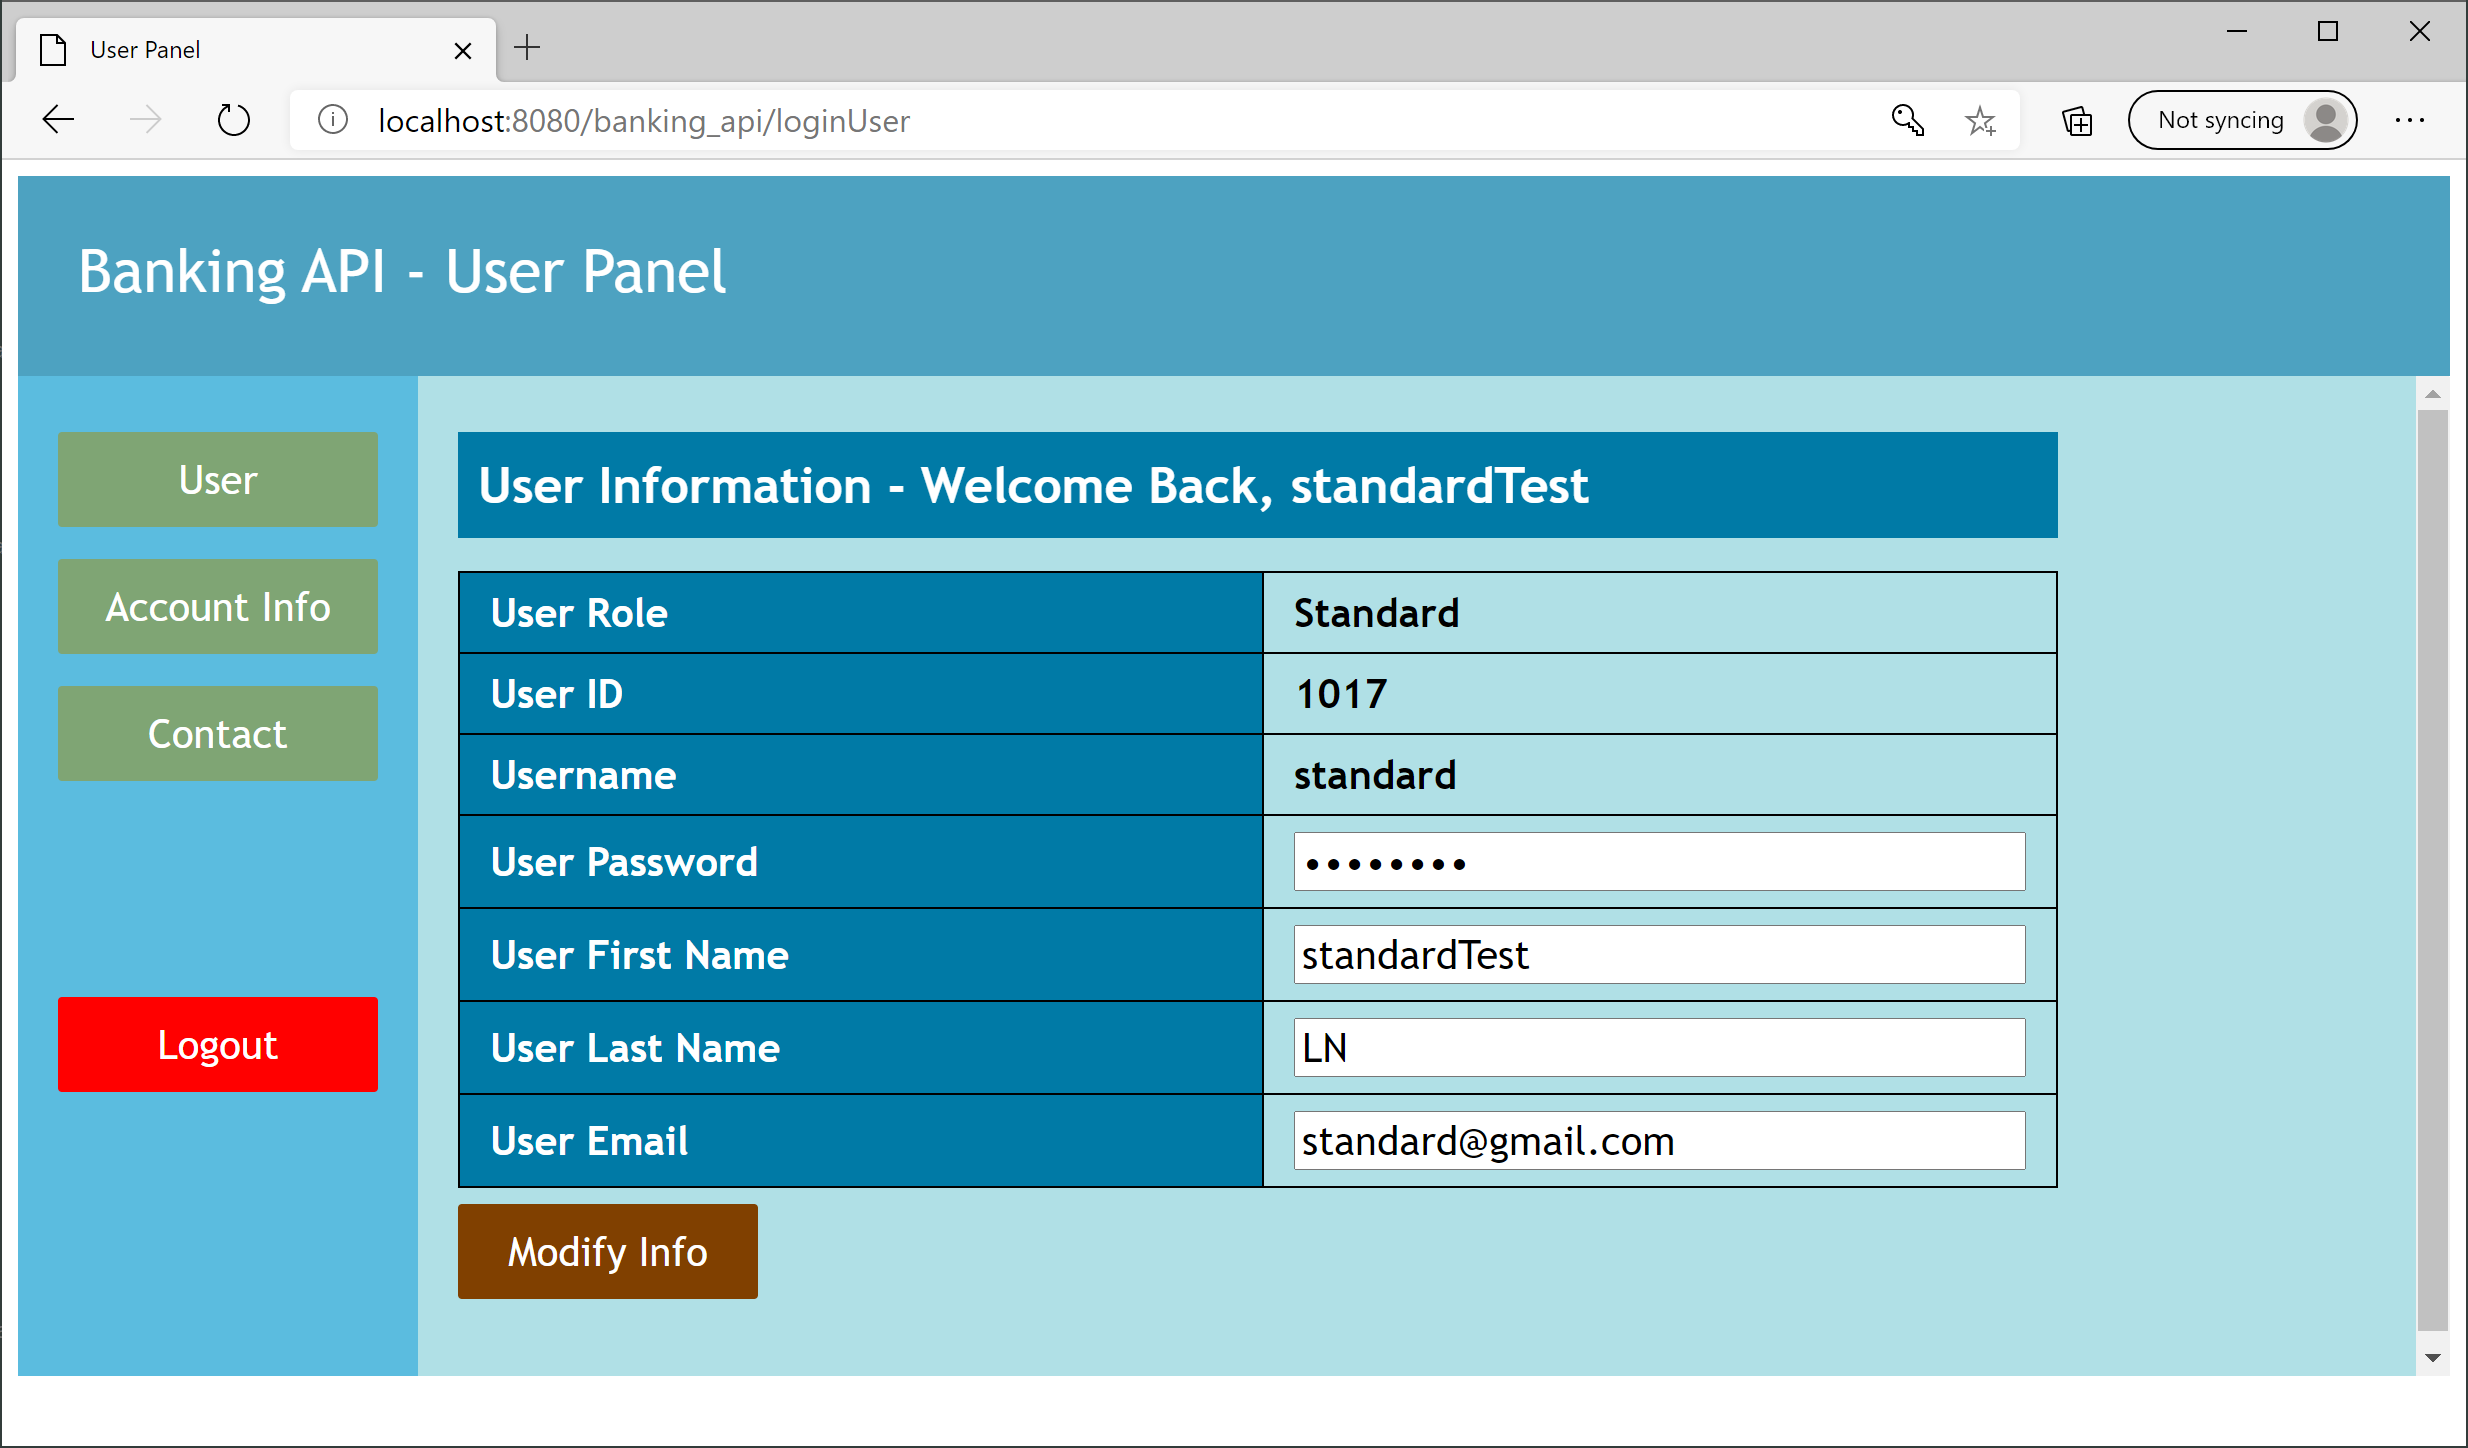 User Panel
localhost:8080/banking_api/loginUser
Not syncing
Banking API - User Panel
User
Account Info
Contact
Logout
User Information - Welcome Back, standardTest
User Role Standard
User ID 1017
Username standard
User Password ••••••••
User First Name standardTest
User Last Name LN
User Email standard@gmail.com
Modify Info